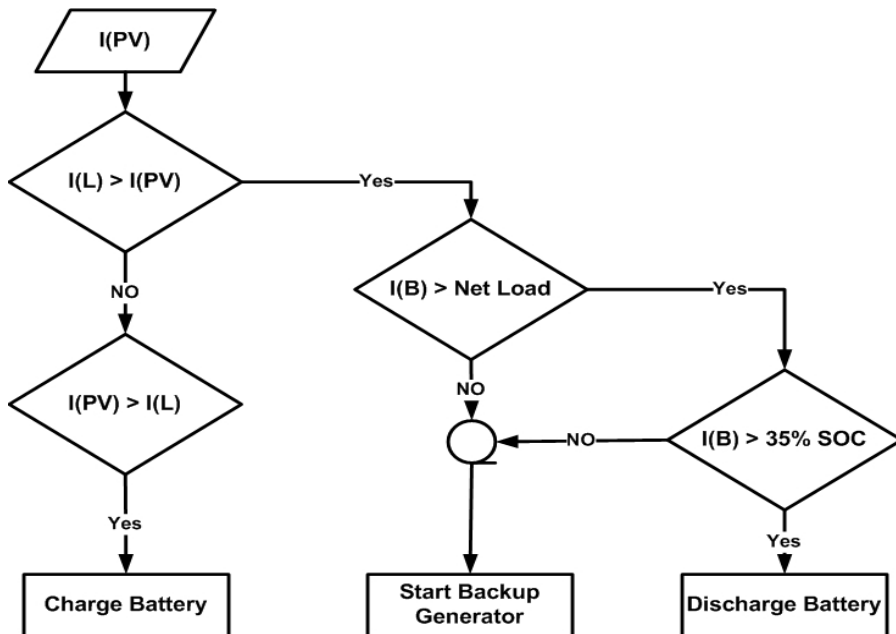 I(PV)
I(L) > I(PV)
Yes
NO
I(B) > Net Load
Yes
I(PV) > I(L)
NO
NO
I(B) > 35% SOC
Yes
Yes
Charge Battery
Start Backup
Generator
Discharge Battery